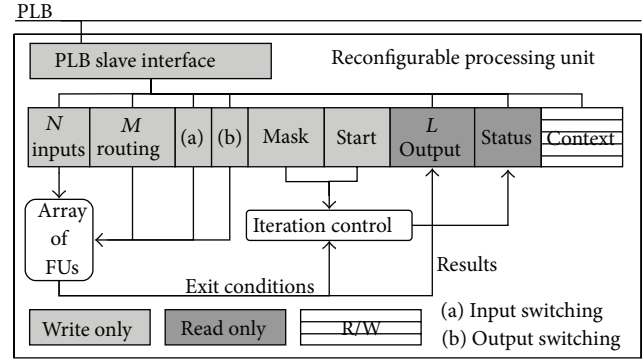 PLB
PLB slave interface
Reconfigurable processing unit
N inputs
M routing
(a)
(b)
Mask
Start
L Output
Status
Context
Array of FUs
Iteration control
Exit conditions
Results
Write only
Read only
R/W
(a) Input switching
(b) Output switching